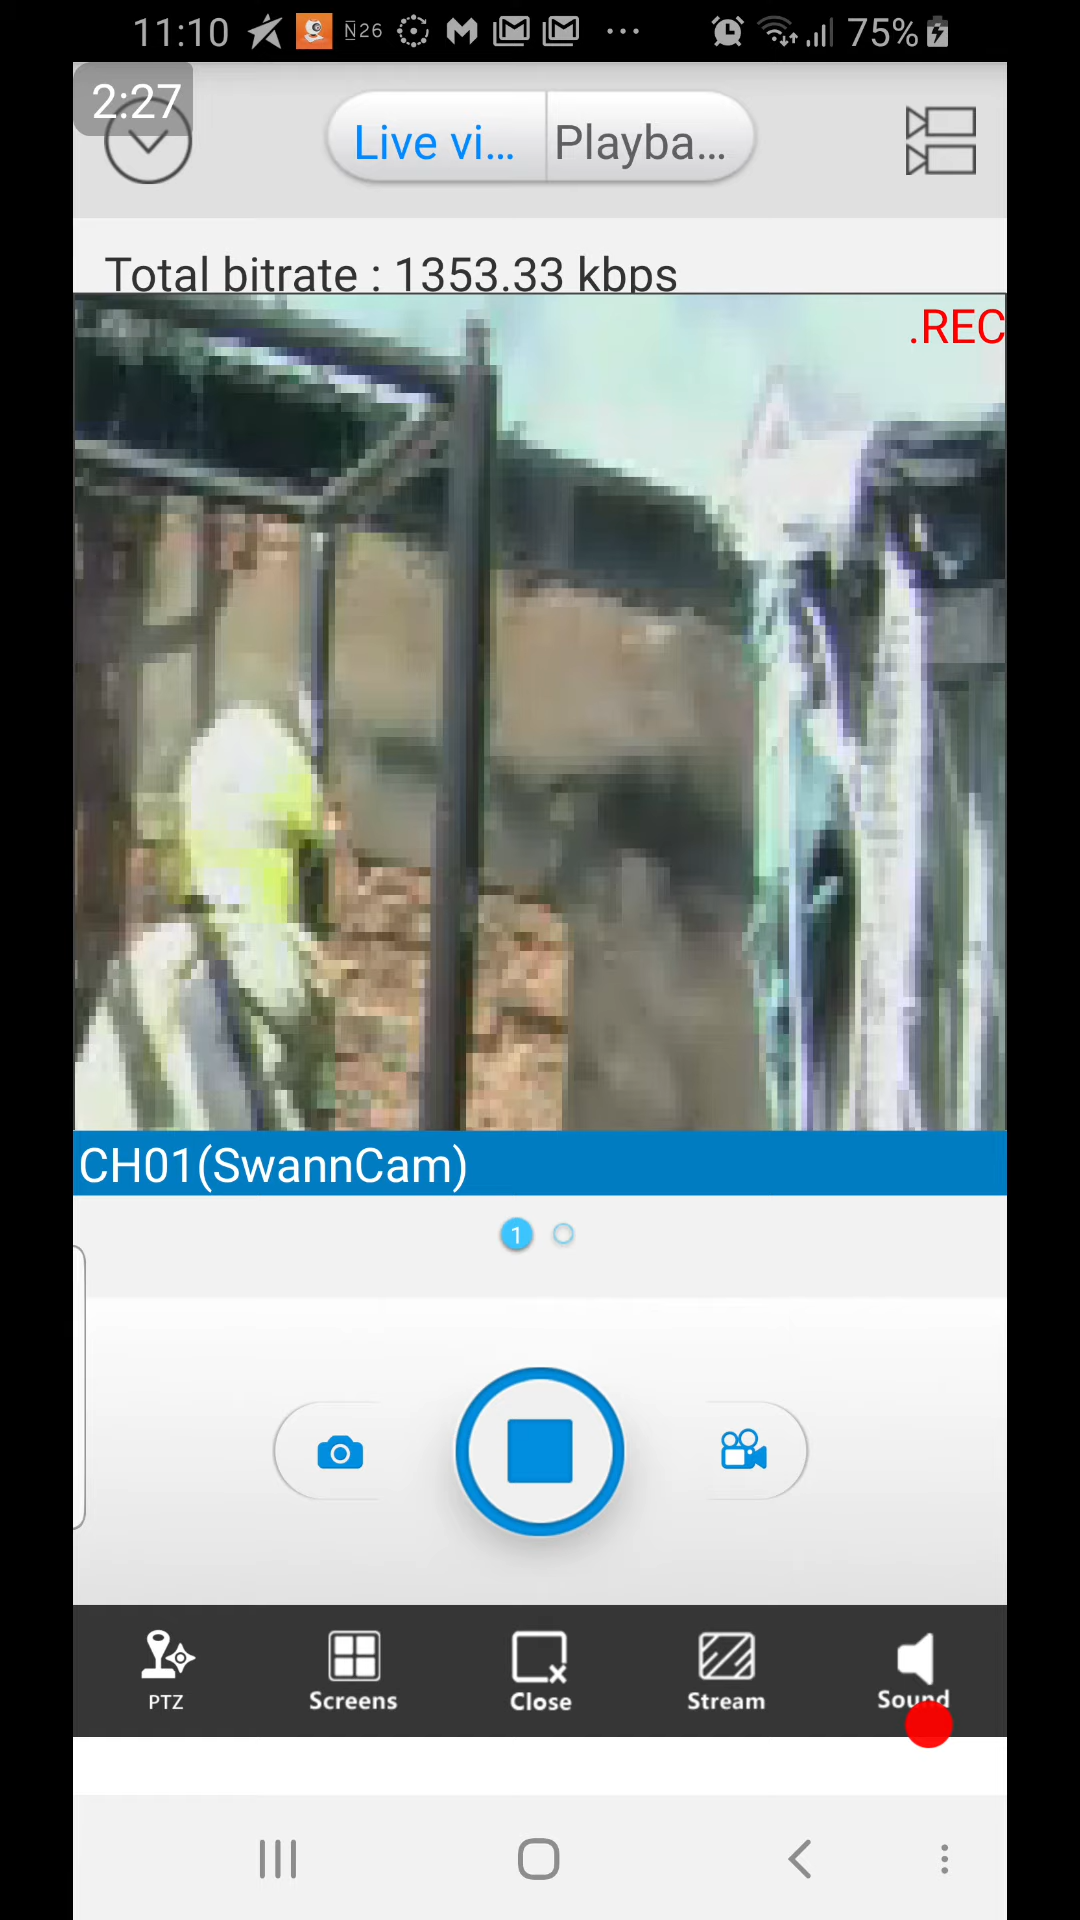 11:10 N26 ... 75%
2:27
Live vi... Playba...
Total bitrate : 1353.33 kbps
.REC
CH01(SwannCam)
1
PTZ Screens Close Stream Sound